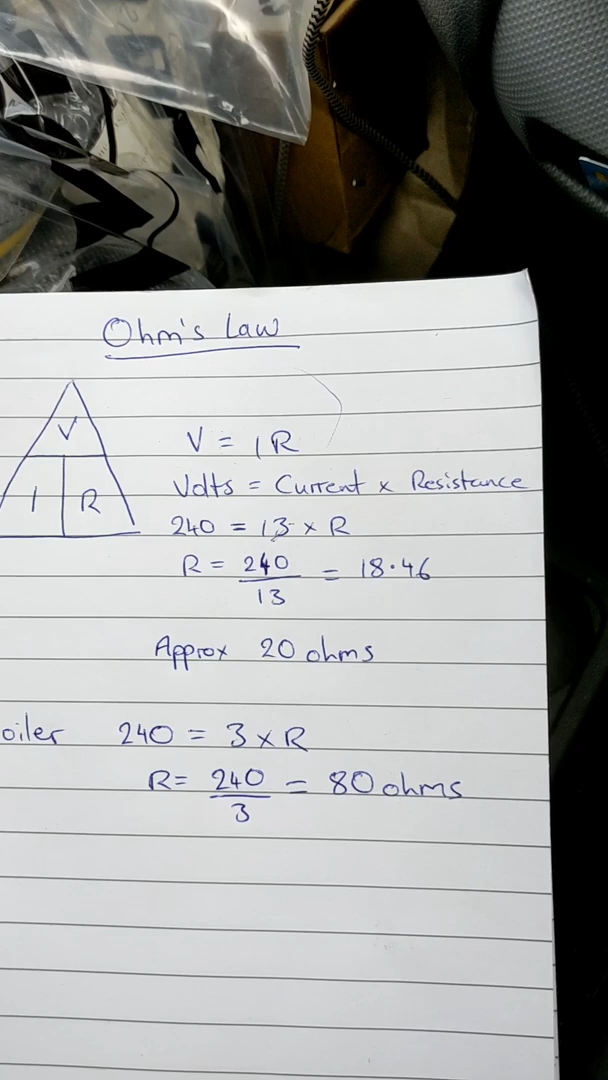 Ohm's Law
V
I R
V = IR
Volts = Current x Resistance
240 = 13 x R
R = 240/13 = 18.46
Approx 20 ohms
oiler 240 = 3 x R
R = 240/3 = 80 ohms